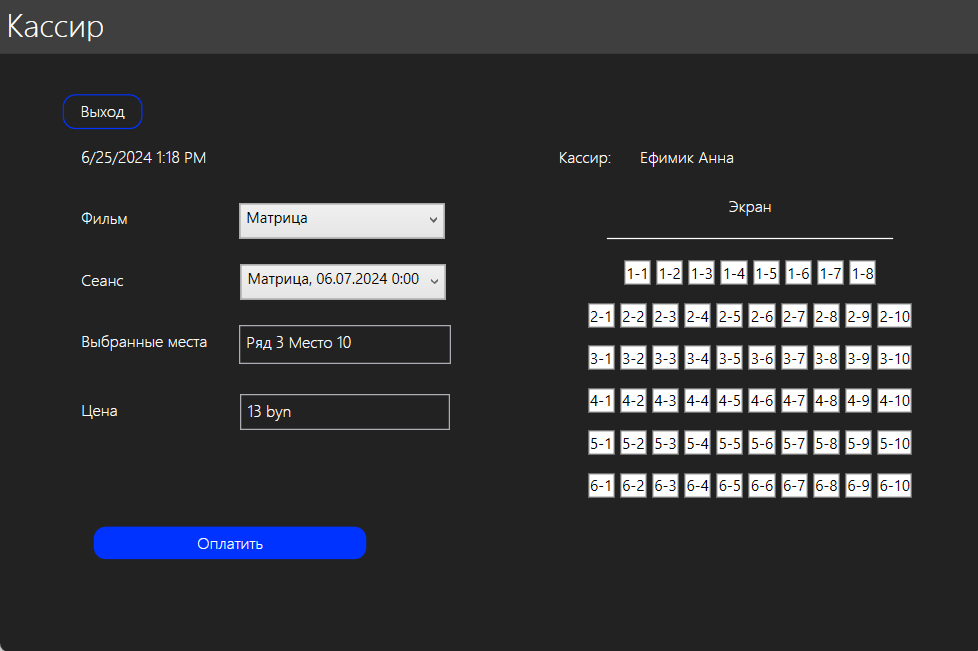 Кассир
Выход
6/25/2024 1:18 PM
Кассир: Ефимик Анна
Экран
Фильм Матрица
Сеанс Матрица, 06.07.2024 0:00
Выбранные места Ряд 3 Место 10
Цена 13 byn
Оплатить
1-1 1-2 1-3 1-4 1-5 1-6 1-7 1-8
2-1 2-2 2-3 2-4 2-5 2-6 2-7 2-8 2-9 2-10
3-1 3-2 3-3 3-4 3-5 3-6 3-7 3-8 3-9 3-10
4-1 4-2 4-3 4-4 4-5 4-6 4-7 4-8 4-9 4-10
5-1 5-2 5-3 5-4 5-5 5-6 5-7 5-8 5-9 5-10
6-1 6-2 6-3 6-4 6-5 6-6 6-7 6-8 6-9 6-10